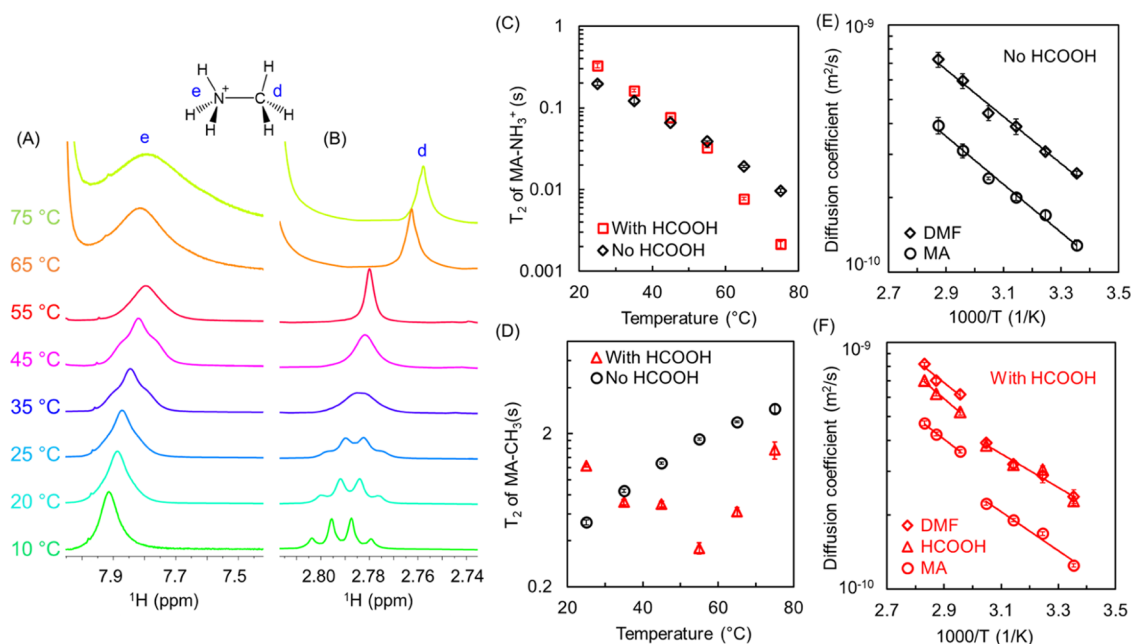 H
H
H
e
N
+
C
d
H
H
H
(A)
e
(B)
d
75 °C
65 °C
55 °C
45 °C
35 °C
25 °C
20 °C
10 °C
7.9 7.7 7.5
¹H (ppm)
2.80 2.78 2.76 2.74
¹H (ppm)
(C)
T₂ of MA-NH₃⁺ (s)
1
0.1
0.01
0.001
With HCOOH
No HCOOH
20 40 60 80
Temperature (°C)
(D)
T₂ of MA-CH₃(s)
2
0.2
With HCOOH
No HCOOH
20 40 60 80
Temperature (°C)
(E)
Diffusion coefficient (m²/s)
10⁻⁹
10⁻¹⁰
No HCOOH
DMF
MA
2.7 2.9 3.1 3.3 3.5
1000/T (1/K)
(F)
Diffusion coefficient (m²/s)
10⁻⁹
10⁻¹⁰
With HCOOH
DMF
HCOOH
MA
2.7 2.9 3.1 3.3 3.5
1000/T (1/K)